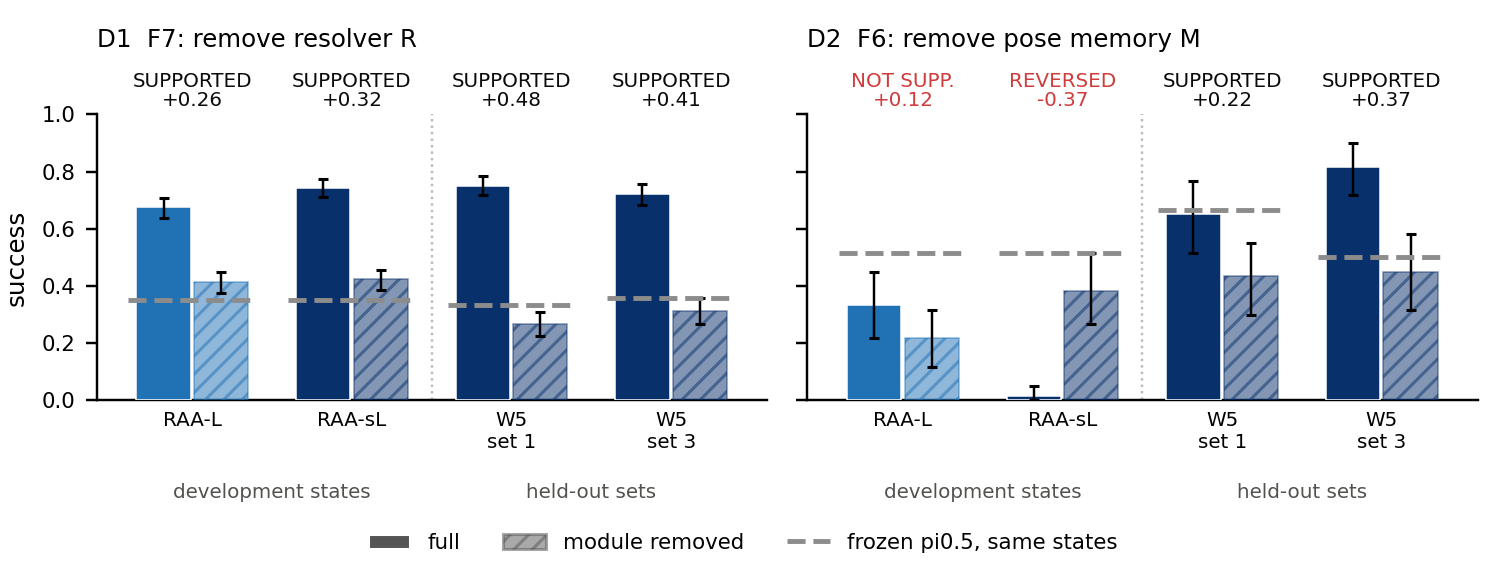 D1  F7: remove resolver R
SUPPORTED SUPPORTED SUPPORTED SUPPORTED
+0.26 +0.32 +0.48 +0.41
1.0
0.8
0.6
0.4
0.2
0.0
success
RAA-L RAA-sL W5 W5
set 1 set 3
development states held-out sets
D2  F6: remove pose memory M
NOT SUPP. REVERSED SUPPORTED SUPPORTED
+0.12 -0.37 +0.22 +0.37
RAA-L RAA-sL W5 W5
set 1 set 3
development states held-out sets
full module removed frozen pi0.5, same states